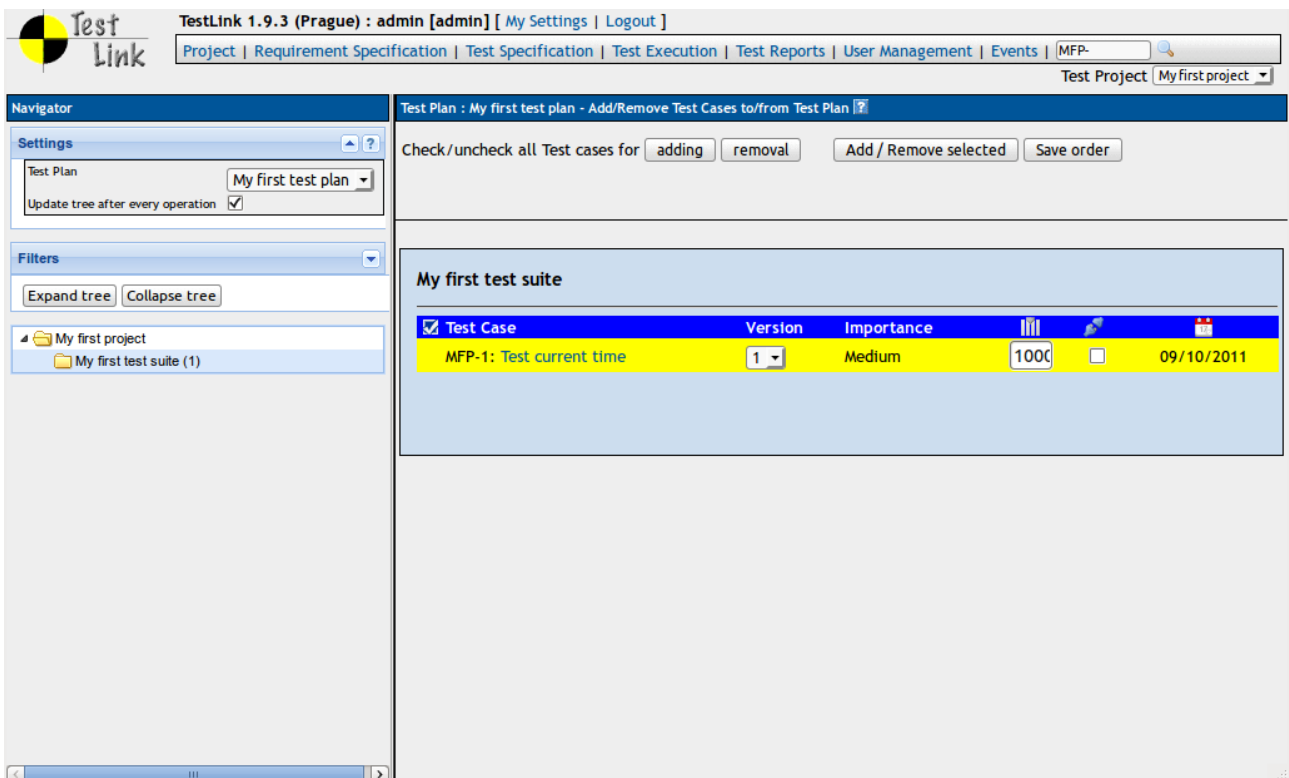 Test Link
TestLink 1.9.3 (Prague) : admin [admin] [ My Settings | Logout ]
Project | Requirement Specification | Test Specification | Test Execution | Test Reports | User Management | Events | MFP-
Test Project My first project
Navigator
Settings
?
Test Plan
My first test plan
Update tree after every operation
Filters
Expand tree Collapse tree
My first project
My first test suite (1)
Test Plan : My first test plan - Add/Remove Test Cases to/from Test Plan ?
Check/uncheck all Test cases for adding removal Add / Remove selected Save order
My first test suite
Test Case Version Importance
MFP-1: Test current time 1 Medium 1000 09/10/2011